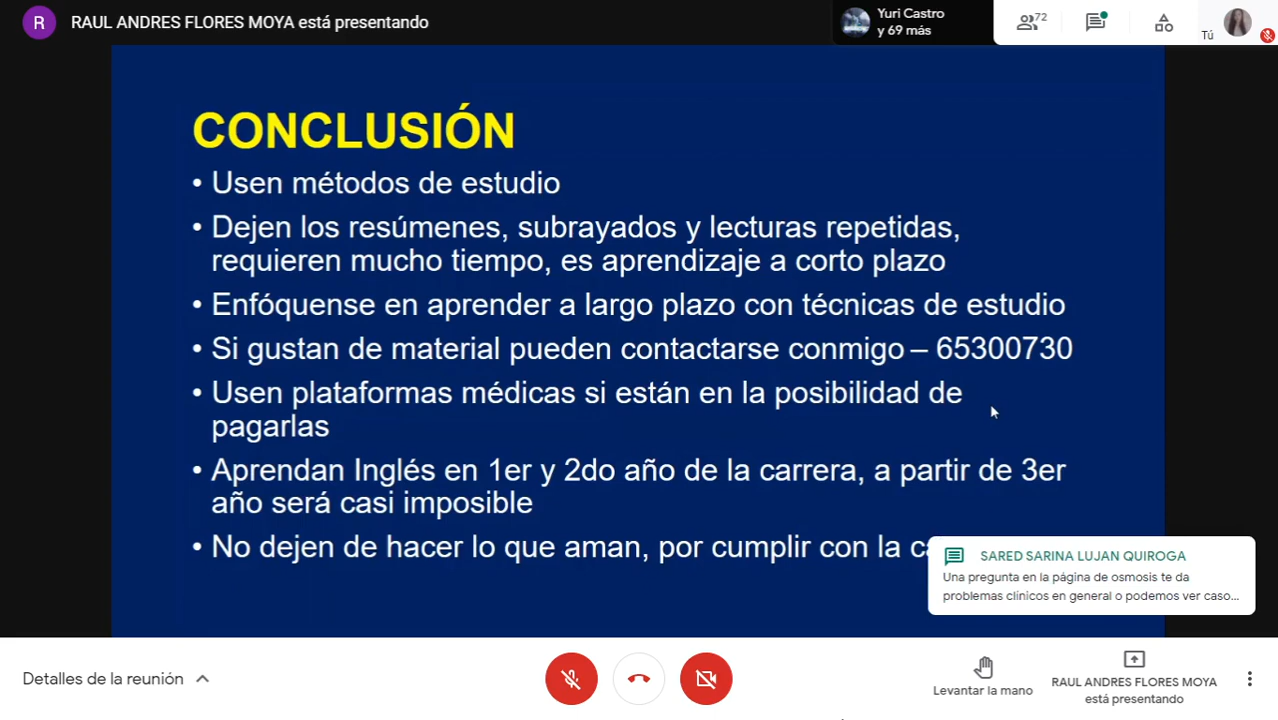 R RAUL ANDRES FLORES MOYA está presentando
Yuri Castro
y 69 más
72
Tú
CONCLUSIÓN
• Usen métodos de estudio
• Dejen los resúmenes, subrayados y lecturas repetidas,
requieren mucho tiempo, es aprendizaje a corto plazo
• Enfóquense en aprender a largo plazo con técnicas de estudio
• Si gustan de material pueden contactarse conmigo – 65300730
• Usen plataformas médicas si están en la posibilidad de
pagarlas
• Aprendan Inglés en 1er y 2do año de la carrera, a partir de 3er
año será casi imposible
• No dejen de hacer lo que aman, por cumplir con la
SARED SARINA LUJAN QUIROGA
Una pregunta en la página de osmosis te da
problemas clínicos en general o podemos ver caso...
Detalles de la reunión
Levantar la mano
RAUL ANDRES FLORES MOYA
está presentando